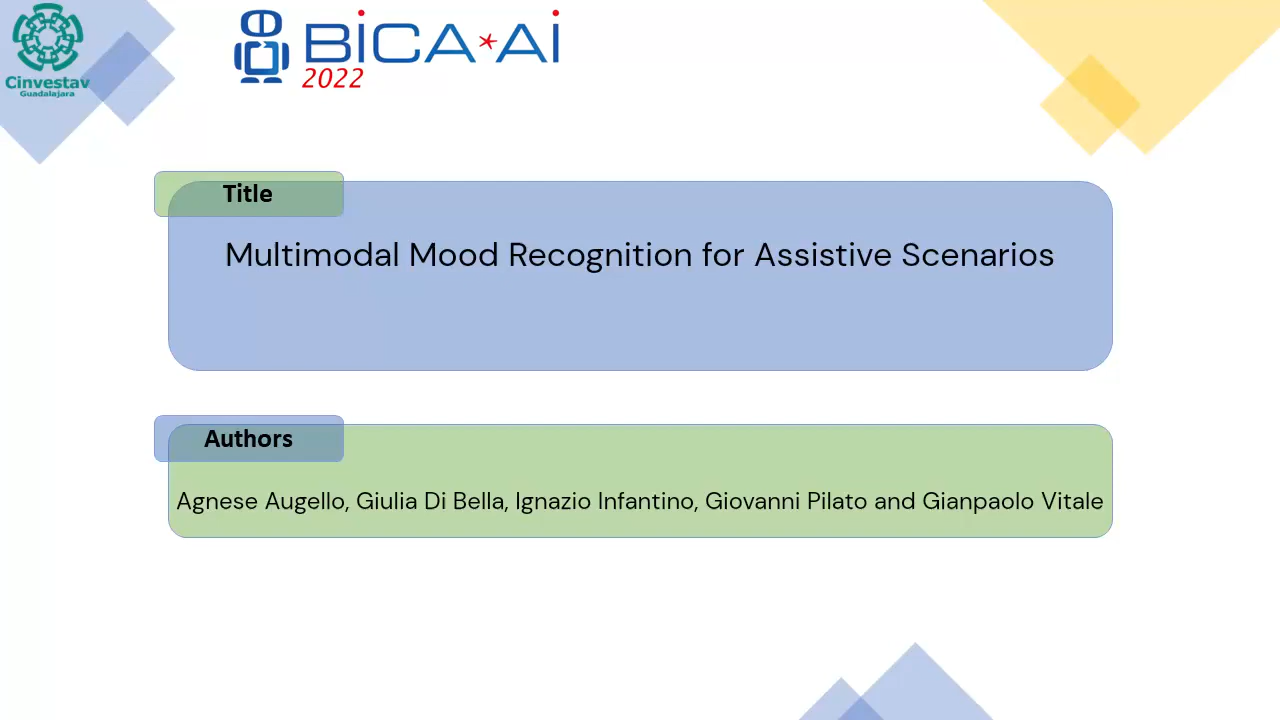 Cinvestav
Guadalajara
BiCA*Ai
2022
Title
Multimodal Mood Recognition for Assistive Scenarios
Authors
Agnese Augello, Giulia Di Bella, Ignazio Infantino, Giovanni Pilato and Gianpaolo Vitale